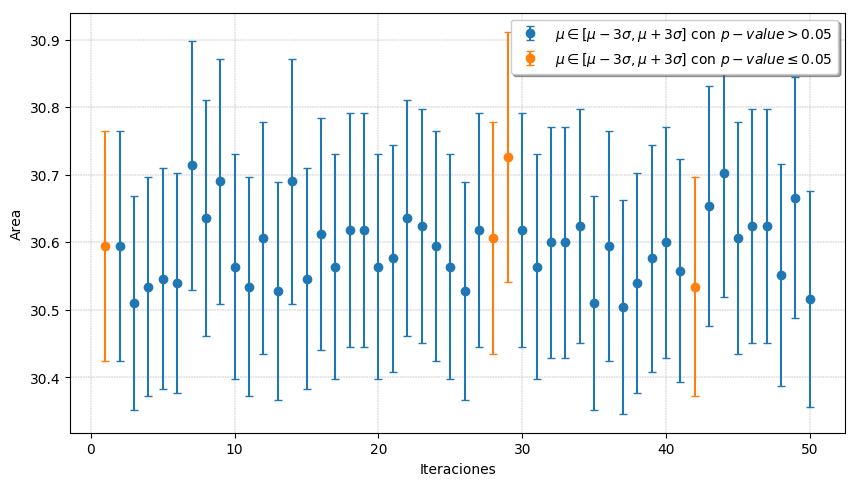 μ ∈ [μ − 3σ, μ + 3σ] con p − value > 0.05
μ ∈ [μ − 3σ, μ + 3σ] con p − value ≤ 0.05
Area
30.9
30.8
30.7
30.6
30.5
30.4
0 10 20 30 40 50
Iteraciones